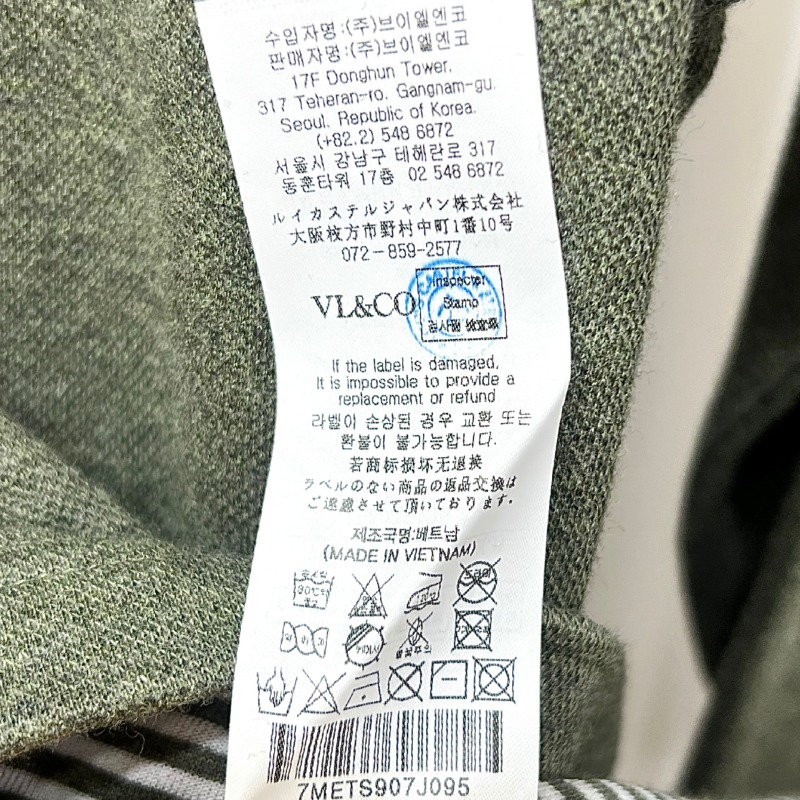 수입자명:(주)브이엘엔코
판매자명:(주)브이엘엔코
17F Donghun Tower,
317 Teheran-ro, Gangnam-gu,
Seoul, Republic of Korea.
(+82.2) 548 6872
서울시 강남구 테헤란로 317
동훈타워 17층 02 548 6872
ルイカステルジャパン株式会社
大阪枚方市野村中町1番10号
072-859-2577
VL&CO
Inspector
Stamp
If the label is damaged,
It is impossible to provide a
replacement or refund
라벨이 손상된 경우 교환 또는
환불이 불가능합니다.
若商标损坏无退换
ラベルのない商品の返品交換は
ご遠慮させて頂いております。
제조국명:베트남
(MADE IN VIETNAM)
드라이
7METS907J095